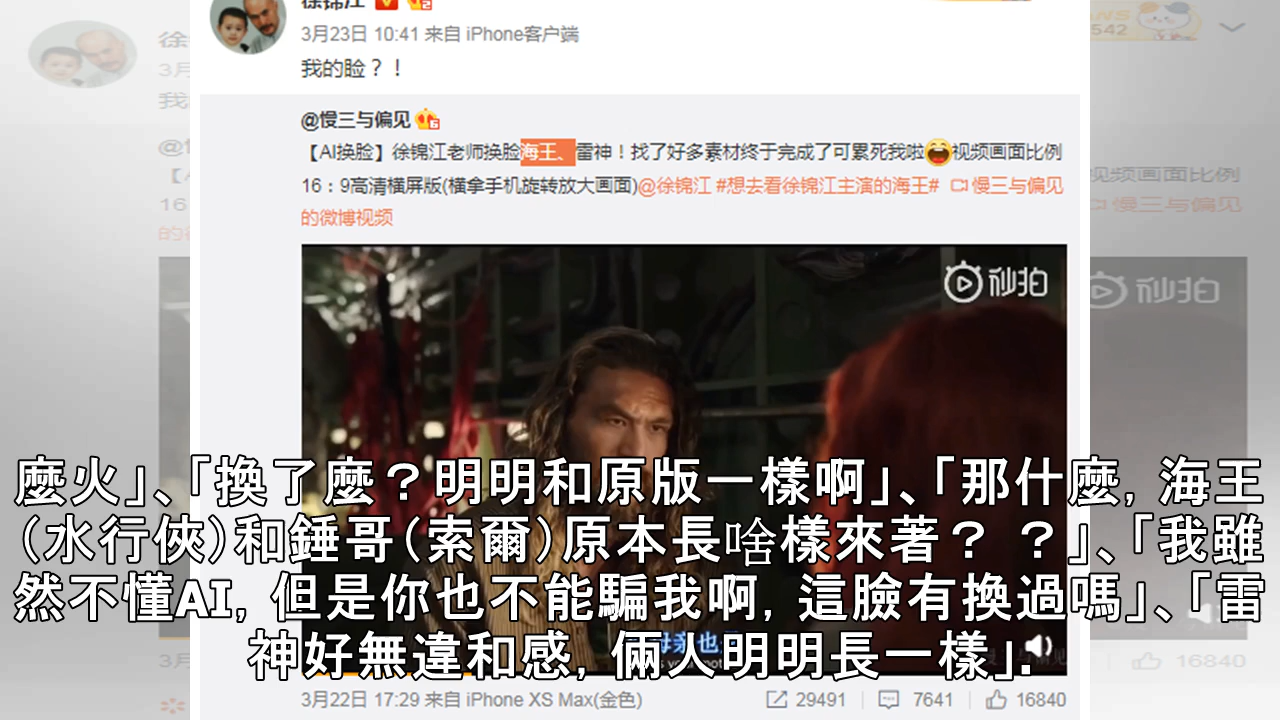 徐锦江
3月23日 10:41 来自 iPhone客户端
我的脸？！
@慢三与偏见
【AI换脸】徐锦江老师换脸海王、雷神！找了好多素材终于完成了可累死我啦 视频画面比例
16：9高清横屏版(横拿手机旋转放大画面)@徐锦江 #想去看徐锦江主演的海王# 慢三与偏见
的微博视频
秒拍
麼火」、「換了麼？明明和原版一樣啊」、「那什麼, 海王
(水行俠)和錘哥(索爾)原本長啥樣來著？ ？」、「我雖
然不懂AI, 但是你也不能騙我啊, 這臉有換過嗎」、「雷
神好無違和感, 倆人明明長一樣」.
母亲也是
3月22日 17:29 来自 iPhone XS Max(金色)
29491 7641 16840